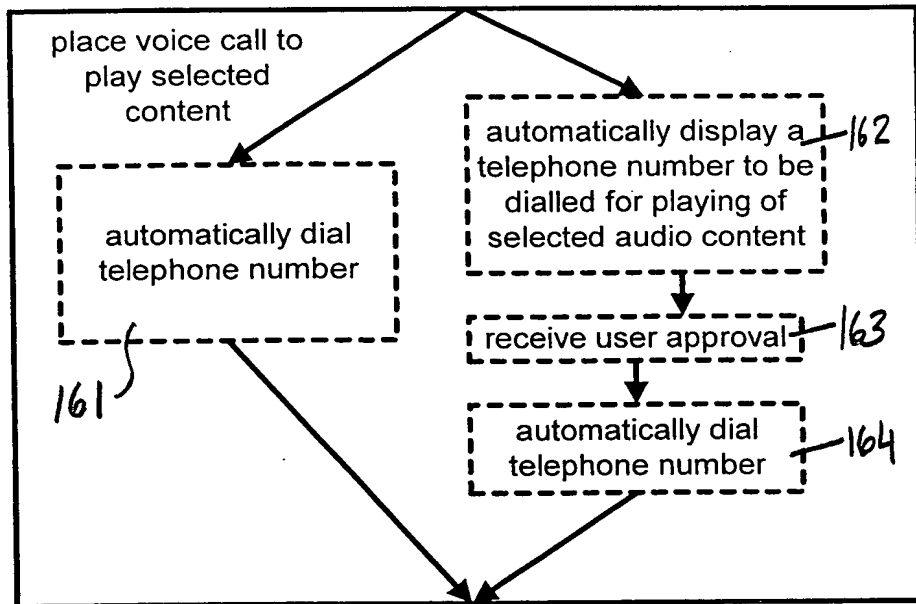 place voice call to
play selected
content
automatically dial
telephone number
161
automatically display a
telephone number to be
dialled for playing of
selected audio content
162
receive user approval
163
automatically dial
telephone number
164